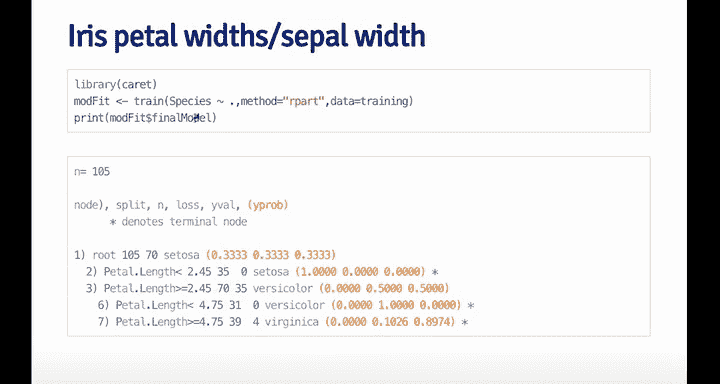 Iris petal widths/sepal width
library(caret)
modFit <- train(Species ~ .,method="rpart",data=training)
print(modFit$finalModel)
n= 105
node), split, n, loss, yval, (yprob)
* denotes terminal node
1) root 105 70 setosa (0.3333 0.3333 0.3333)
2) Petal.Length< 2.45 35 0 setosa (1.0000 0.0000 0.0000) *
3) Petal.Length>=2.45 70 35 versicolor (0.0000 0.5000 0.5000)
6) Petal.Length< 4.75 31 0 versicolor (0.0000 1.0000 0.0000) *
7) Petal.Length>=4.75 39 4 virginica (0.0000 0.1026 0.8974) *